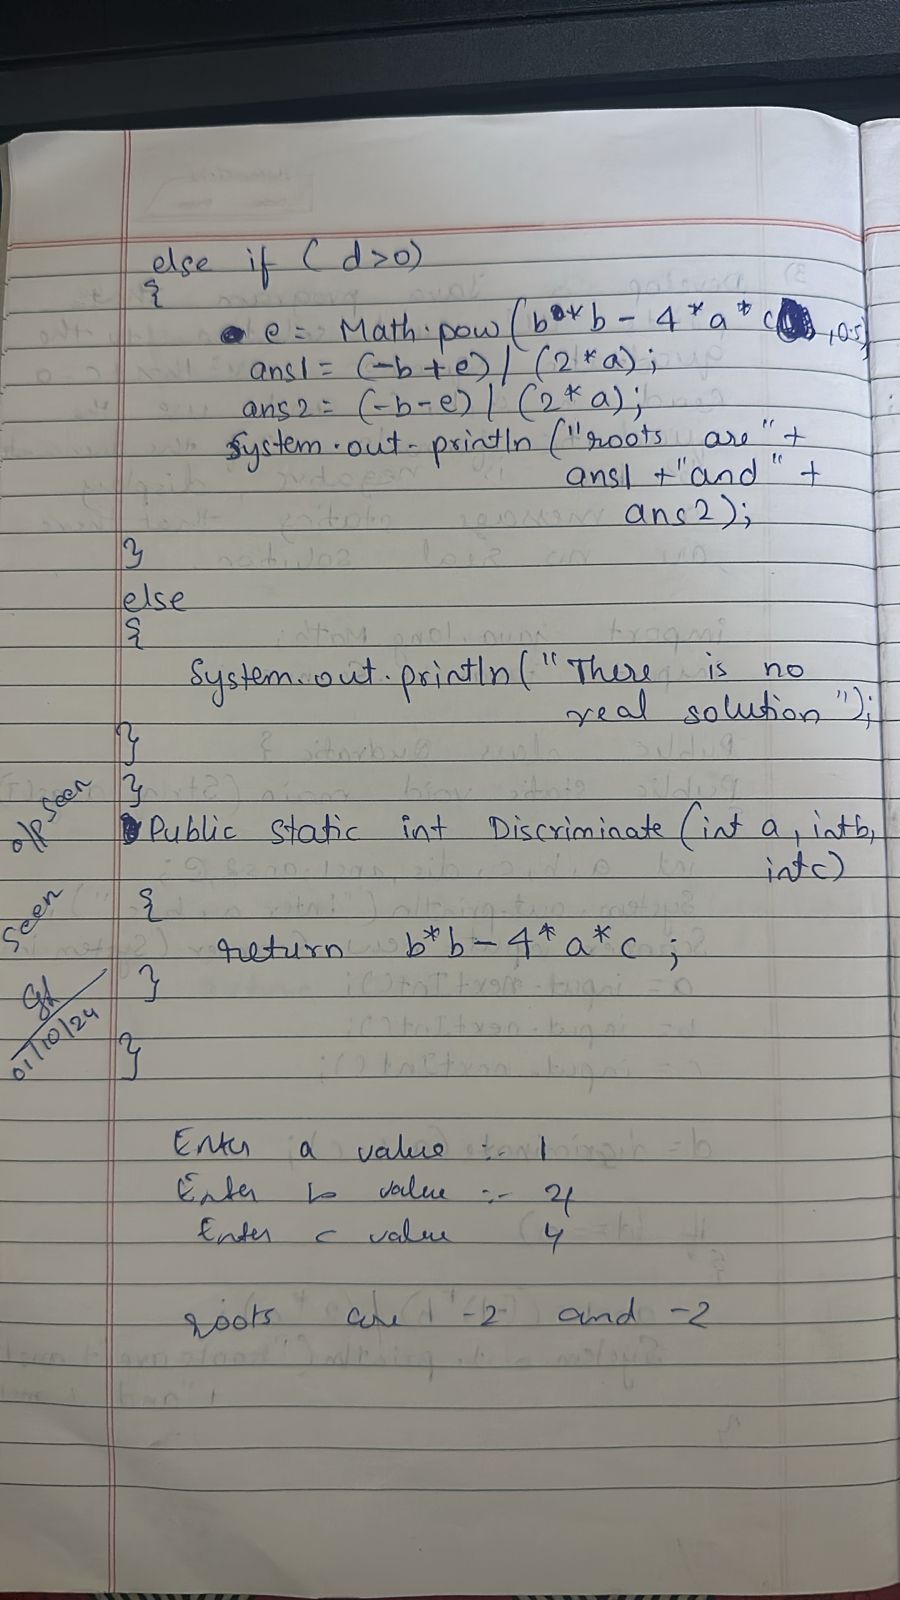 else if (d>0)
{
e = Math.pow(b**b - 4*a*c ,0.5)
ans1 = (-b+e) / (2*a);
ans2 = (-b-e) / (2*a);
System.out.println("roots are" +
ans1 + "and" +
ans2);
}
else
{
System.out.println("There is no
real solution");
}
}
o/p seen
Public static int Discriminate (int a, int b,
int c)
{
seen
return b*b - 4*a*c ;
}
01/10/24
}
Enter a value :- 1
Enter b value :- 4
Enter c value 4
roots are -2 and -2